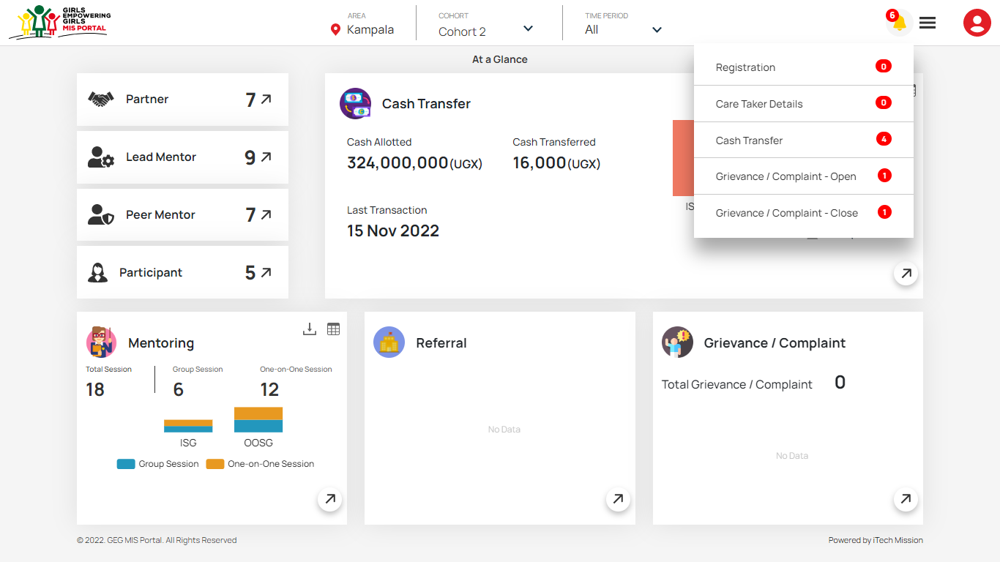 GIRLS
EMPOWERING
GIRLS
MIS PORTAL
AREA
Kampala
COHORT
Cohort 2
TIME PERIOD
All
6
At a Glance
Registration 0
Care Taker Details 0
Cash Transfer 4
Grievance / Complaint - Open 1
Grievance / Complaint - Close 1
Partner 7
Lead Mentor 9
Peer Mentor 7
Participant 5
Cash Transfer
Cash Allotted
324,000,000(UGX)
Cash Transferred
16,000(UGX)
Last Transaction
15 Nov 2022
IS
Mentoring
Total Session
18
Group Session
6
One-on-One Session
12
ISG OOSG
Group Session One-on-One Session
Referral
No Data
Grievance / Complaint
Total Grievance / Complaint 0
No Data
© 2022. GEG MIS Portal. All Rights Reserved
Powered by iTech Mission